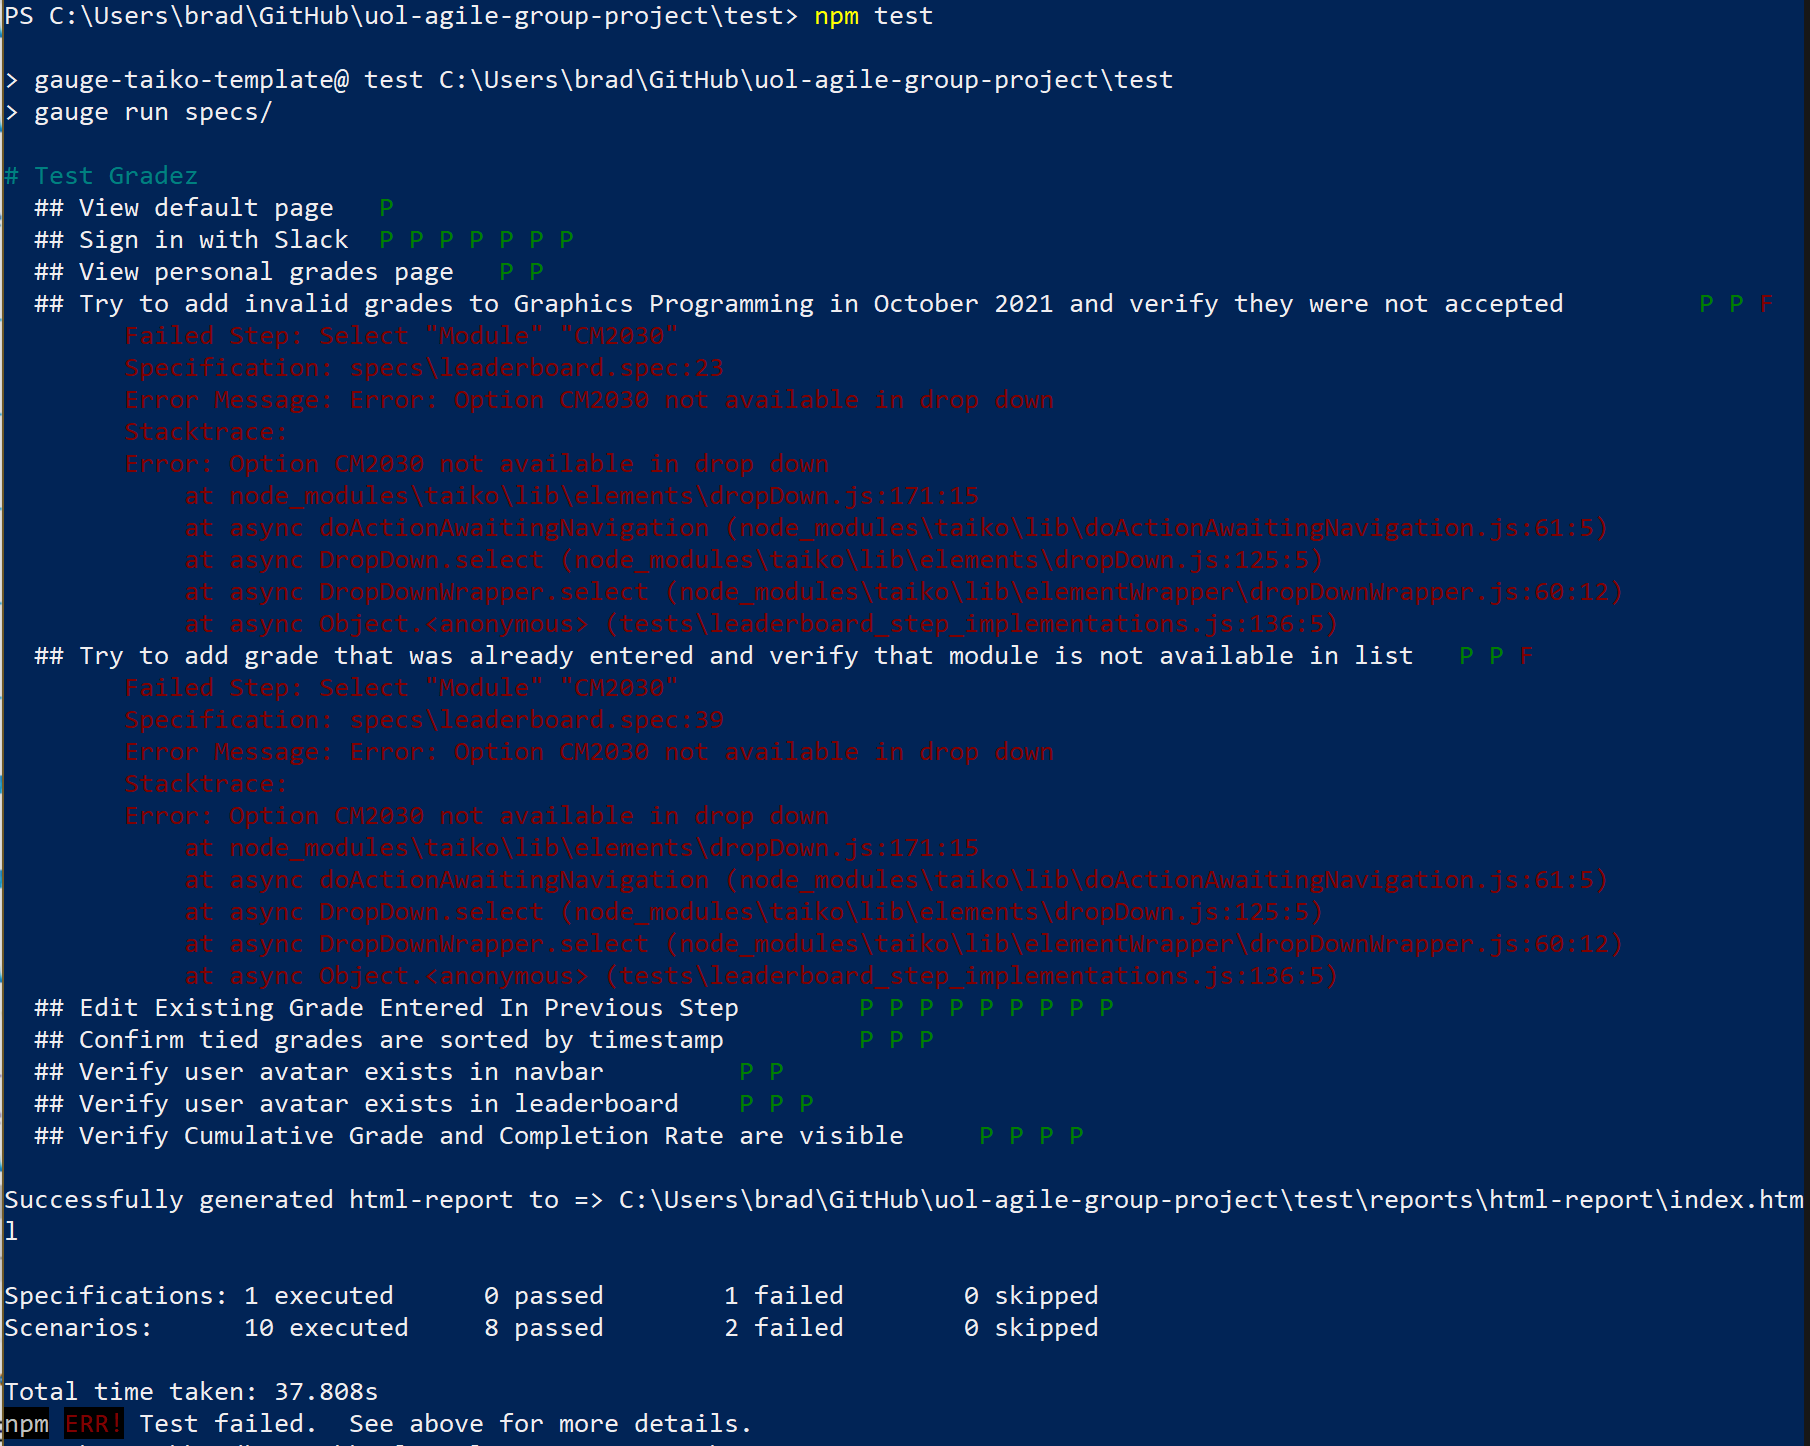 PS C:\Users\brad\GitHub\uol-agile-group-project\test> npm test
> gauge-taiko-template@ test C:\Users\brad\GitHub\uol-agile-group-project\test
> gauge run specs/
# Test Gradez
## View default page P
## Sign in with Slack P P P P P P P
## View personal grades page P P
## Try to add invalid grades to Graphics Programming in October 2021 and verify they were not accepted P P F
Failed Step: Select "Module" "CM2030"
Specification: specs\leaderboard.spec:23
Error Message: Error: Option CM2030 not available in drop down
Stacktrace:
Error: Option CM2030 not available in drop down
at node_modules\taiko\lib\elements\dropDown.js:171:15
at async doActionAwaitingNavigation (node_modules\taiko\lib\doActionAwaitingNavigation.js:61:5)
at async DropDown.select (node_modules\taiko\lib\elements\dropDown.js:125:5)
at async DropDownWrapper.select (node_modules\taiko\lib\elementWrapper\dropDownWrapper.js:60:12)
at async Object.<anonymous> (tests\leaderboard_step_implementations.js:136:5)
## Try to add grade that was already entered and verify that module is not available in list P P F
Failed Step: Select "Module" "CM2030"
Specification: specs\leaderboard.spec:39
Error Message: Error: Option CM2030 not available in drop down
Stacktrace:
Error: Option CM2030 not available in drop down
at node_modules\taiko\lib\elements\dropDown.js:171:15
at async doActionAwaitingNavigation (node_modules\taiko\lib\doActionAwaitingNavigation.js:61:5)
at async DropDown.select (node_modules\taiko\lib\elements\dropDown.js:125:5)
at async DropDownWrapper.select (node_modules\taiko\lib\elementWrapper\dropDownWrapper.js:60:12)
at async Object.<anonymous> (tests\leaderboard_step_implementations.js:136:5)
## Edit Existing Grade Entered In Previous Step P P P P P P P P P
## Confirm tied grades are sorted by timestamp P P P
## Verify user avatar exists in navbar P P
## Verify user avatar exists in leaderboard P P P
## Verify Cumulative Grade and Completion Rate are visible P P P P
Successfully generated html-report to => C:\Users\brad\GitHub\uol-agile-group-project\test\reports\html-report\index.htm
l
Specifications: 1 executed 0 passed 1 failed 0 skipped
Scenarios: 10 executed 8 passed 2 failed 0 skipped
Total time taken: 37.808s
npm ERR! Test failed. See above for more details.